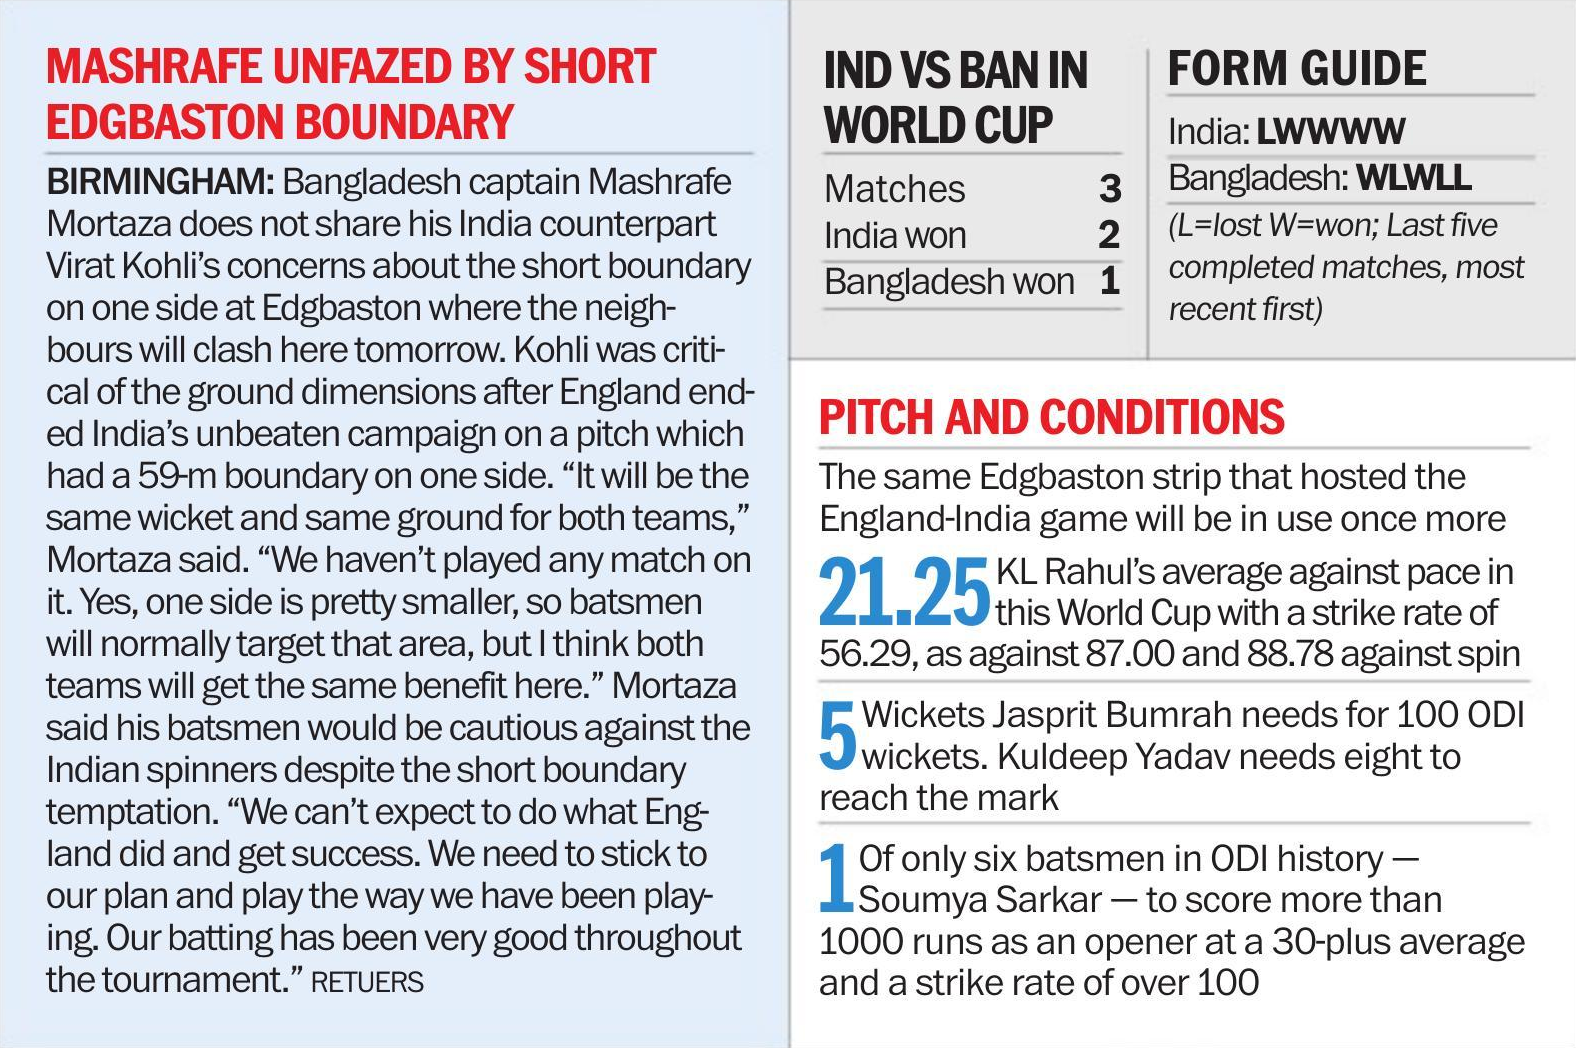 MASHRAFE UNFAZED BY SHORT
EDGBASTON BOUNDARY
BIRMINGHAM: Bangladesh captain Mashrafe
Mortaza does not share his India counterpart
Virat Kohli’s concerns about the short boundary
on one side at Edgbaston where the neigh-
bours will clash here tomorrow. Kohli was criti-
cal of the ground dimensions after England end-
ed India’s unbeaten campaign on a pitch which
had a 59-m boundary on one side. “It will be the
same wicket and same ground for both teams,”
Mortaza said. “We haven’t played any match on
it. Yes, one side is pretty smaller, so batsmen
will normally target that area, but I think both
teams will get the same benefit here.” Mortaza
said his batsmen would be cautious against the
Indian spinners despite the short boundary
temptation. “We can’t expect to do what Eng-
land did and get success. We need to stick to
our plan and play the way we have been play-
ing. Our batting has been very good throughout
the tournament.” RETUERS
IND VS BAN IN
WORLD CUP
Matches 3
India won 2
Bangladesh won 1
FORM GUIDE
India: LWWWW
Bangladesh: WLWLL
(L=lost W=won; Last five
completed matches, most
recent first)
PITCH AND CONDITIONS
The same Edgbaston strip that hosted the
England-India game will be in use once more
21.25 KL Rahul’s average against pace in
this World Cup with a strike rate of
56.29, as against 87.00 and 88.78 against spin
5 Wickets Jasprit Bumrah needs for 100 ODI
wickets. Kuldeep Yadav needs eight to
reach the mark
1 Of only six batsmen in ODI history —
Soumya Sarkar — to score more than
1000 runs as an opener at a 30-plus average
and a strike rate of over 100